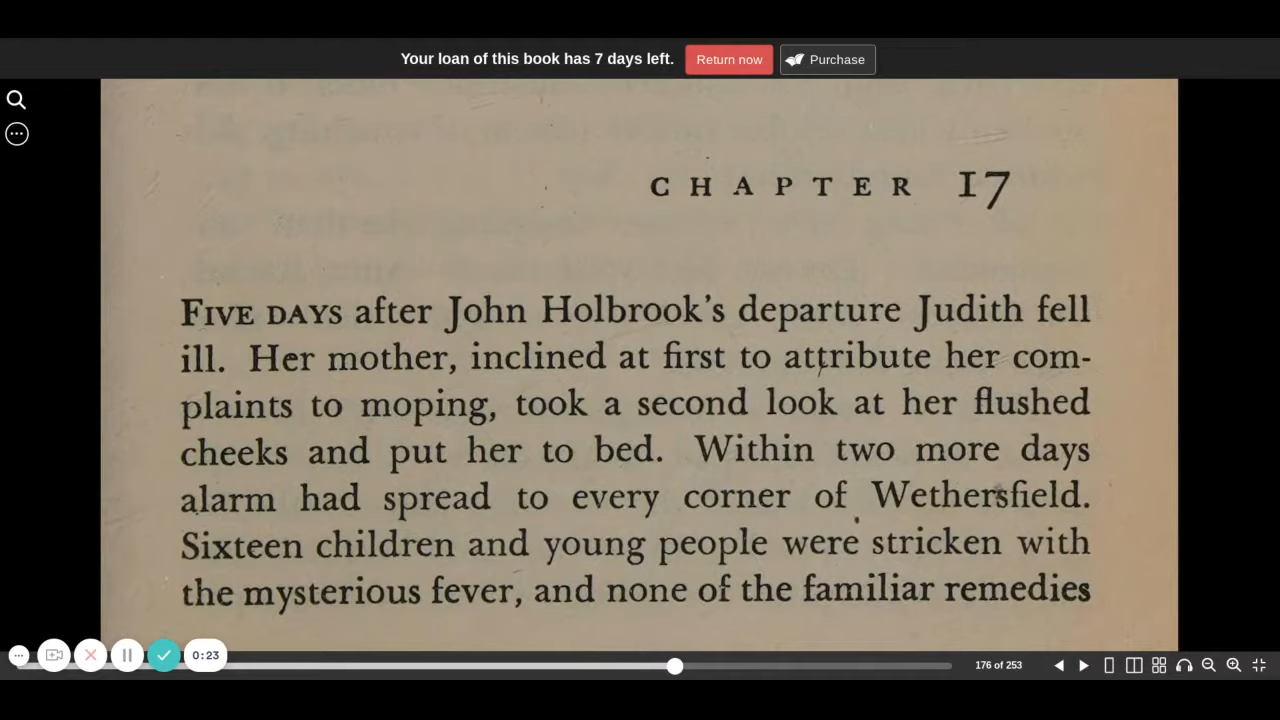 Your loan of this book has 7 days left. Return now Purchase
CHAPTER 17
FIVE DAYS after John Holbrook's departure Judith fell
ill. Her mother, inclined at first to attribute her com-
plaints to moping, took a second look at her flushed
cheeks and put her to bed. Within two more days
alarm had spread to every corner of Wethersfield.
Sixteen children and young people were stricken with
the mysterious fever, and none of the familiar remedies
0:23
176 of 253